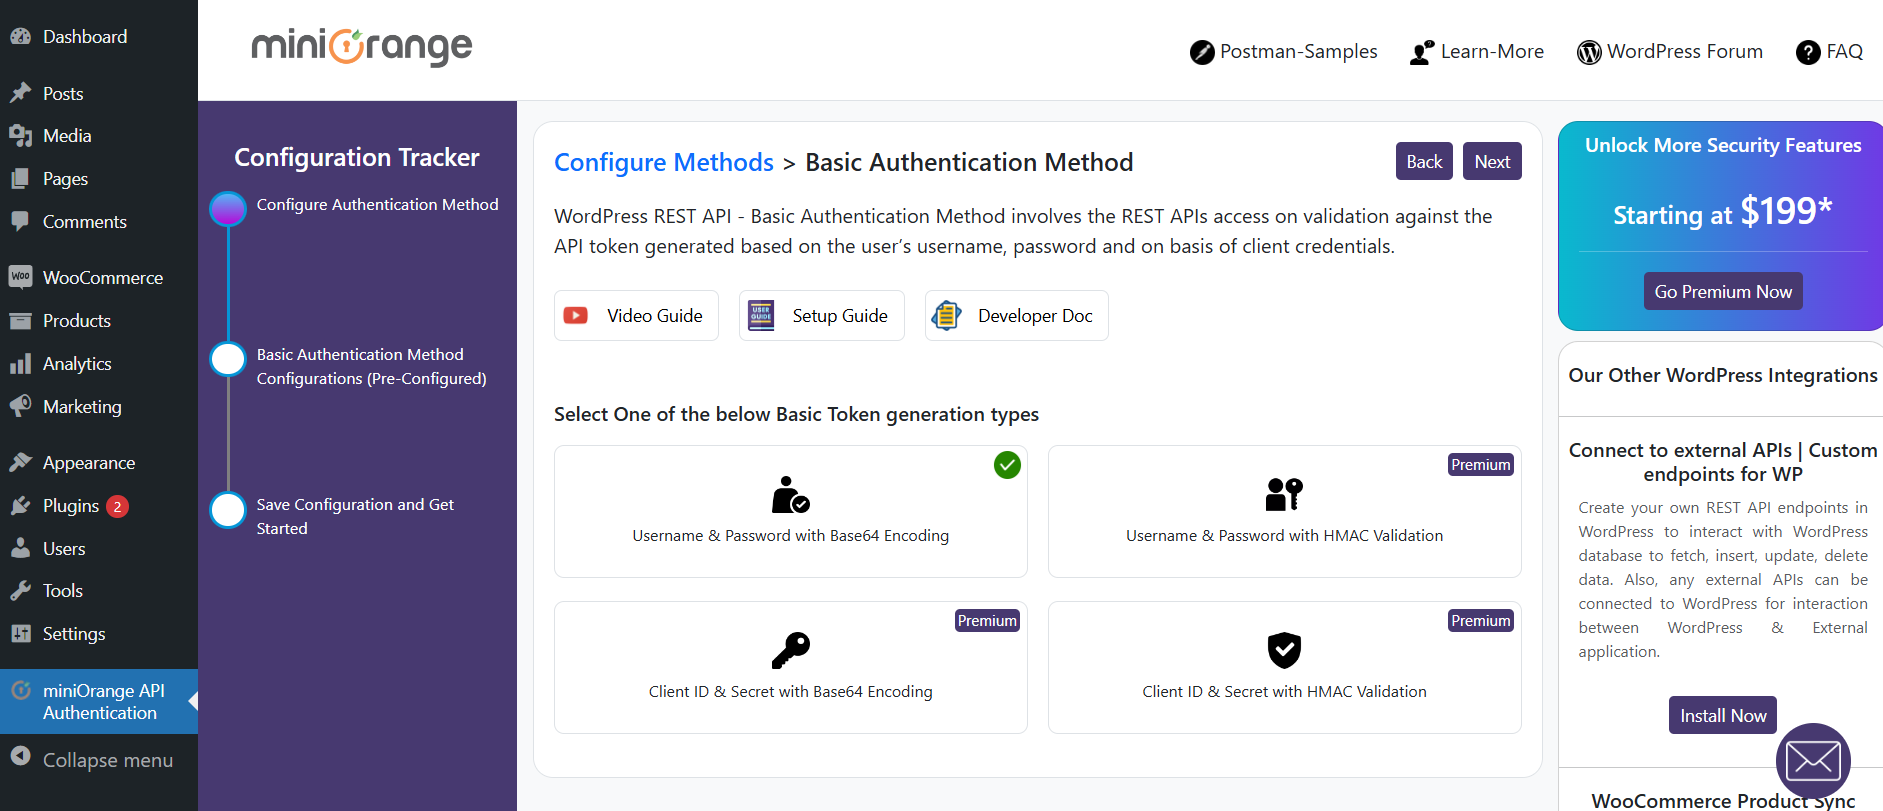 Dashboard
Posts
Media
Pages
Comments
Woo
WooCommerce
Products
Analytics
Marketing
Appearance
Plugins 2
Users
Tools
Settings
miniOrange API
Authentication
Collapse menu
miniOrange
Postman-Samples
Learn-More
WordPress Forum
? FAQ
Configuration Tracker
Configure Authentication Method
Basic Authentication Method
Configurations (Pre-Configured)
Save Configuration and Get
Started
Configure Methods > Basic Authentication Method
Back
Next
WordPress REST API - Basic Authentication Method involves the REST APIs access on validation against the
API token generated based on the user’s username, password and on basis of client credentials.
Video Guide
USER
GUIDE
Setup Guide
Developer Doc
Select One of the below Basic Token generation types
Username & Password with Base64 Encoding
Premium
Username & Password with HMAC Validation
Premium
Client ID & Secret with Base64 Encoding
Premium
Client ID & Secret with HMAC Validation
Unlock More Security Features
Starting at $199*
Go Premium Now
Our Other WordPress Integrations
Connect to external APIs | Custom
endpoints for WP
Create your own REST API endpoints in
WordPress to interact with WordPress
database to fetch, insert, update, delete
data. Also, any external APIs can be
connected to WordPress for interaction
between WordPress & External
application.
Install Now
WooCommerce Product Sync